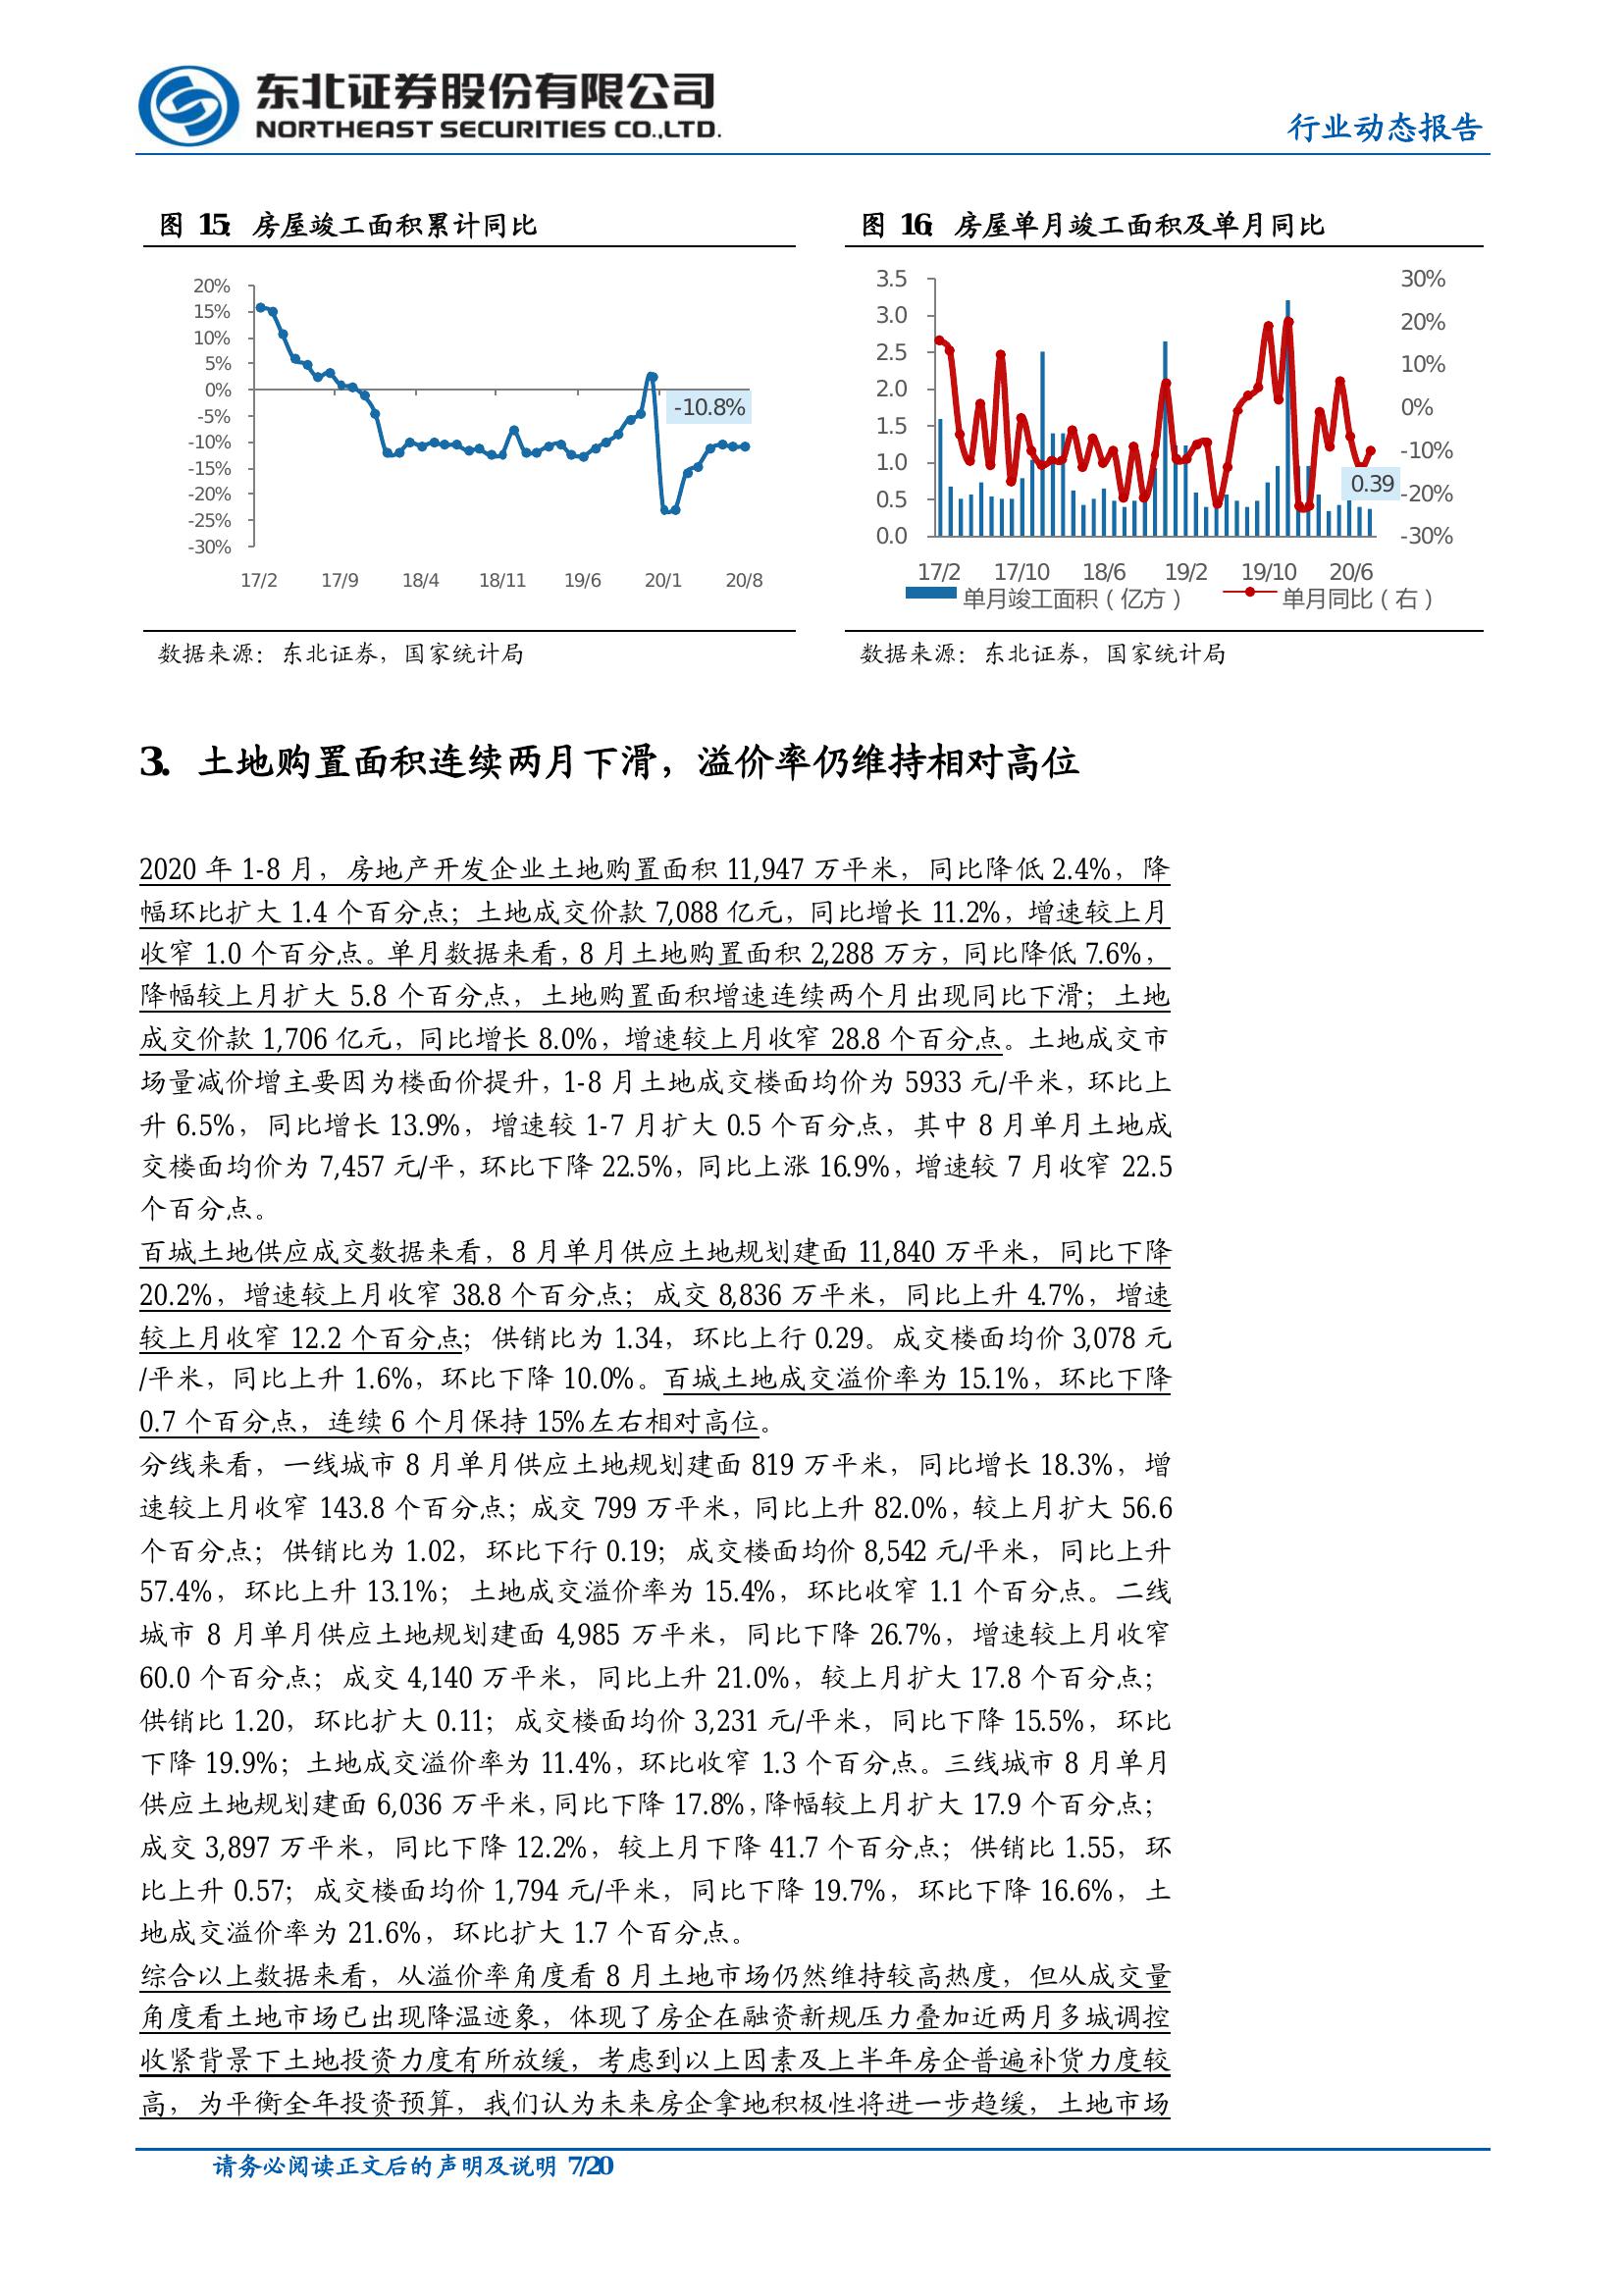 东北证券股份有限公司
NORTHEAST SECURITIES CO.,LTD.
行业动态报告
图 15：房屋竣工面积累计同比
20%
15%
10%
5%
0%
-5%
-10%
-15%
-20%
-25%
-30%
-10.8%
17/2 17/9 18/4 18/11 19/6 20/1 20/8
数据来源：东北证券，国家统计局
图 16：房屋单月竣工面积及单月同比
3.5
3.0
2.5
2.0
1.5
1.0
0.5
0.0
30%
20%
10%
0%
-10%
-20%
-30%
0.39
17/2 17/10 18/6 19/2 19/10 20/6
单月竣工面积（亿方） 单月同比（右）
数据来源：东北证券，国家统计局
3. 土地购置面积连续两月下滑，溢价率仍维持相对高位
2020 年 1-8 月，房地产开发企业土地购置面积 11,947 万平米，同比降低 2.4%，降
幅环比扩大 1.4 个百分点；土地成交价款 7,088 亿元，同比增长 11.2%，增速较上月
收窄 1.0 个百分点。单月数据来看，8 月土地购置面积 2,288 万方，同比降低 7.6%，
降幅较上月扩大 5.8 个百分点，土地购置面积增速连续两个月出现同比下滑；土地
成交价款 1,706 亿元，同比增长 8.0%，增速较上月收窄 28.8 个百分点。土地成交市
场量减价增主要因为楼面价提升，1-8 月土地成交楼面均价为 5933 元/平米，环比上
升 6.5%，同比增长 13.9%，增速较 1-7 月扩大 0.5 个百分点，其中 8 月单月土地成
交楼面均价为 7,457 元/平，环比下降 22.5%，同比上涨 16.9%，增速较 7 月收窄 22.5
个百分点。
百城土地供应成交数据来看，8 月单月供应土地规划建面 11,840 万平米，同比下降
20.2%，增速较上月收窄 38.8 个百分点；成交 8,836 万平米，同比上升 4.7%，增速
较上月收窄 12.2 个百分点；供销比为 1.34，环比上行 0.29。成交楼面均价 3,078 元
/平米，同比上升 1.6%，环比下降 10.0%。百城土地成交溢价率为 15.1%，环比下降
0.7 个百分点，连续 6 个月保持 15%左右相对高位。
分线来看，一线城市 8 月单月供应土地规划建面 819 万平米，同比增长 18.3%，增
速较上月收窄 143.8 个百分点；成交 799 万平米，同比上升 82.0%，较上月扩大 56.6
个百分点；供销比为 1.02，环比下行 0.19；成交楼面均价 8,542 元/平米，同比上升
57.4%，环比上升 13.1%；土地成交溢价率为 15.4%，环比收窄 1.1 个百分点。二线
城市 8 月单月供应土地规划建面 4,985 万平米，同比下降 26.7%，增速较上月收窄
60.0 个百分点；成交 4,140 万平米，同比上升 21.0%，较上月扩大 17.8 个百分点；
供销比 1.20，环比扩大 0.11；成交楼面均价 3,231 元/平米，同比下降 15.5%，环比
下降 19.9%；土地成交溢价率为 11.4%，环比收窄 1.3 个百分点。三线城市 8 月单月
供应土地规划建面 6,036 万平米，同比下降 17.8%，降幅较上月扩大 17.9 个百分点；
成交 3,897 万平米，同比下降 12.2%，较上月下降 41.7 个百分点；供销比 1.55，环
比上升 0.57；成交楼面均价 1,794 元/平米，同比下降 19.7%，环比下降 16.6%，土
地成交溢价率为 21.6%，环比扩大 1.7 个百分点。
综合以上数据来看，从溢价率角度看 8 月土地市场仍然维持较高热度，但从成交量
角度看土地市场已出现降温迹象，体现了房企在融资新规压力叠加近两月多城调控
收紧背景下土地投资力度有所放缓，考虑到以上因素及上半年房企普遍补货力度较
高，为平衡全年投资预算，我们认为未来房企拿地积极性将进一步趋缓，土地市场
请务必阅读正文后的声明及说明 7/20